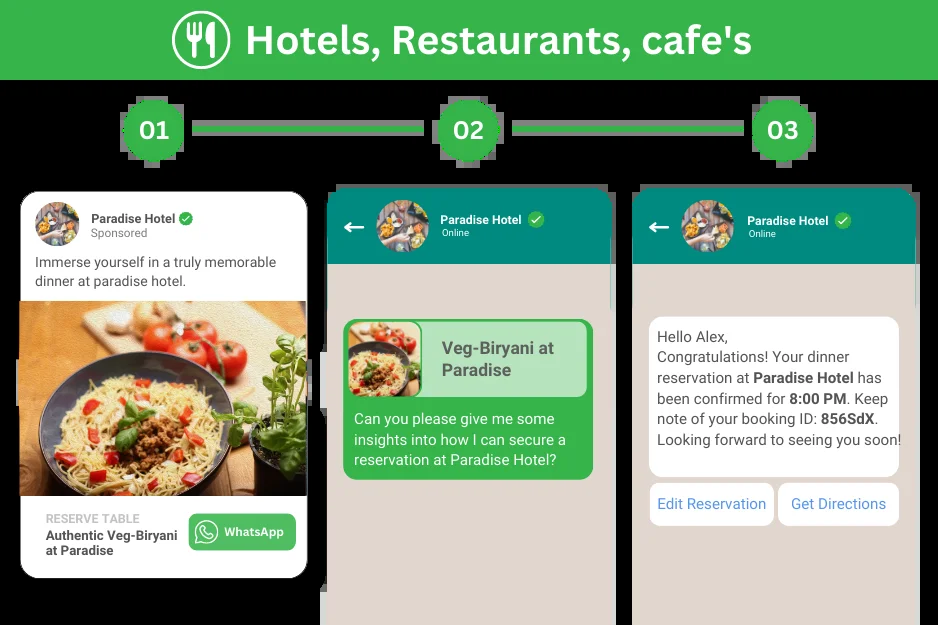 Hotels, Restaurants, cafe's
01
02
03
Paradise Hotel
Sponsored
Immerse yourself in a truly memorable
dinner at paradise hotel.
RESERVE TABLE
Authentic Veg-Biryani
at Paradise
WhatsApp
Paradise Hotel
Online
Veg-Biryani at
Paradise
Can you please give me some
insights into how I can secure a
reservation at Paradise Hotel?
Paradise Hotel
Online
Hello Alex,
Congratulations! Your dinner
reservation at Paradise Hotel has
been confirmed for 8:00 PM. Keep
note of your booking ID: 856SdX.
Looking forward to seeing you soon!
Edit Reservation
Get Directions